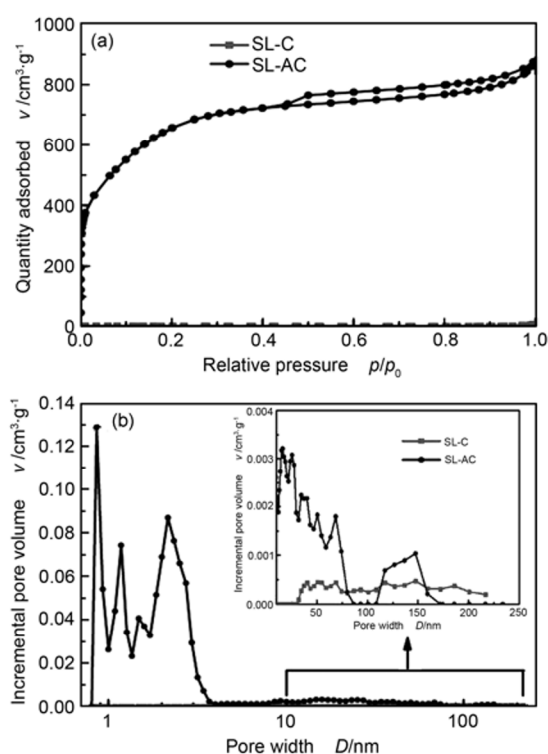 (a)
SL-C
SL-AC
Quantity adsorbed v /cm³·g⁻¹
1000
800
600
400
200
0
0.0 0.2 0.4 0.6 0.8 1.0
Relative pressure p/p₀
(b)
Incremental pore volume v/cm³·g⁻¹
0.14
0.12
0.10
0.08
0.06
0.04
0.02
0.00
1 10 100
Pore width D/nm
Incremental pore volume v/cm³·g⁻¹
0.004
0.003
0.002
0.001
0.000
SL-C
SL-AC
50 100 150 200 250
Pore width D/nm